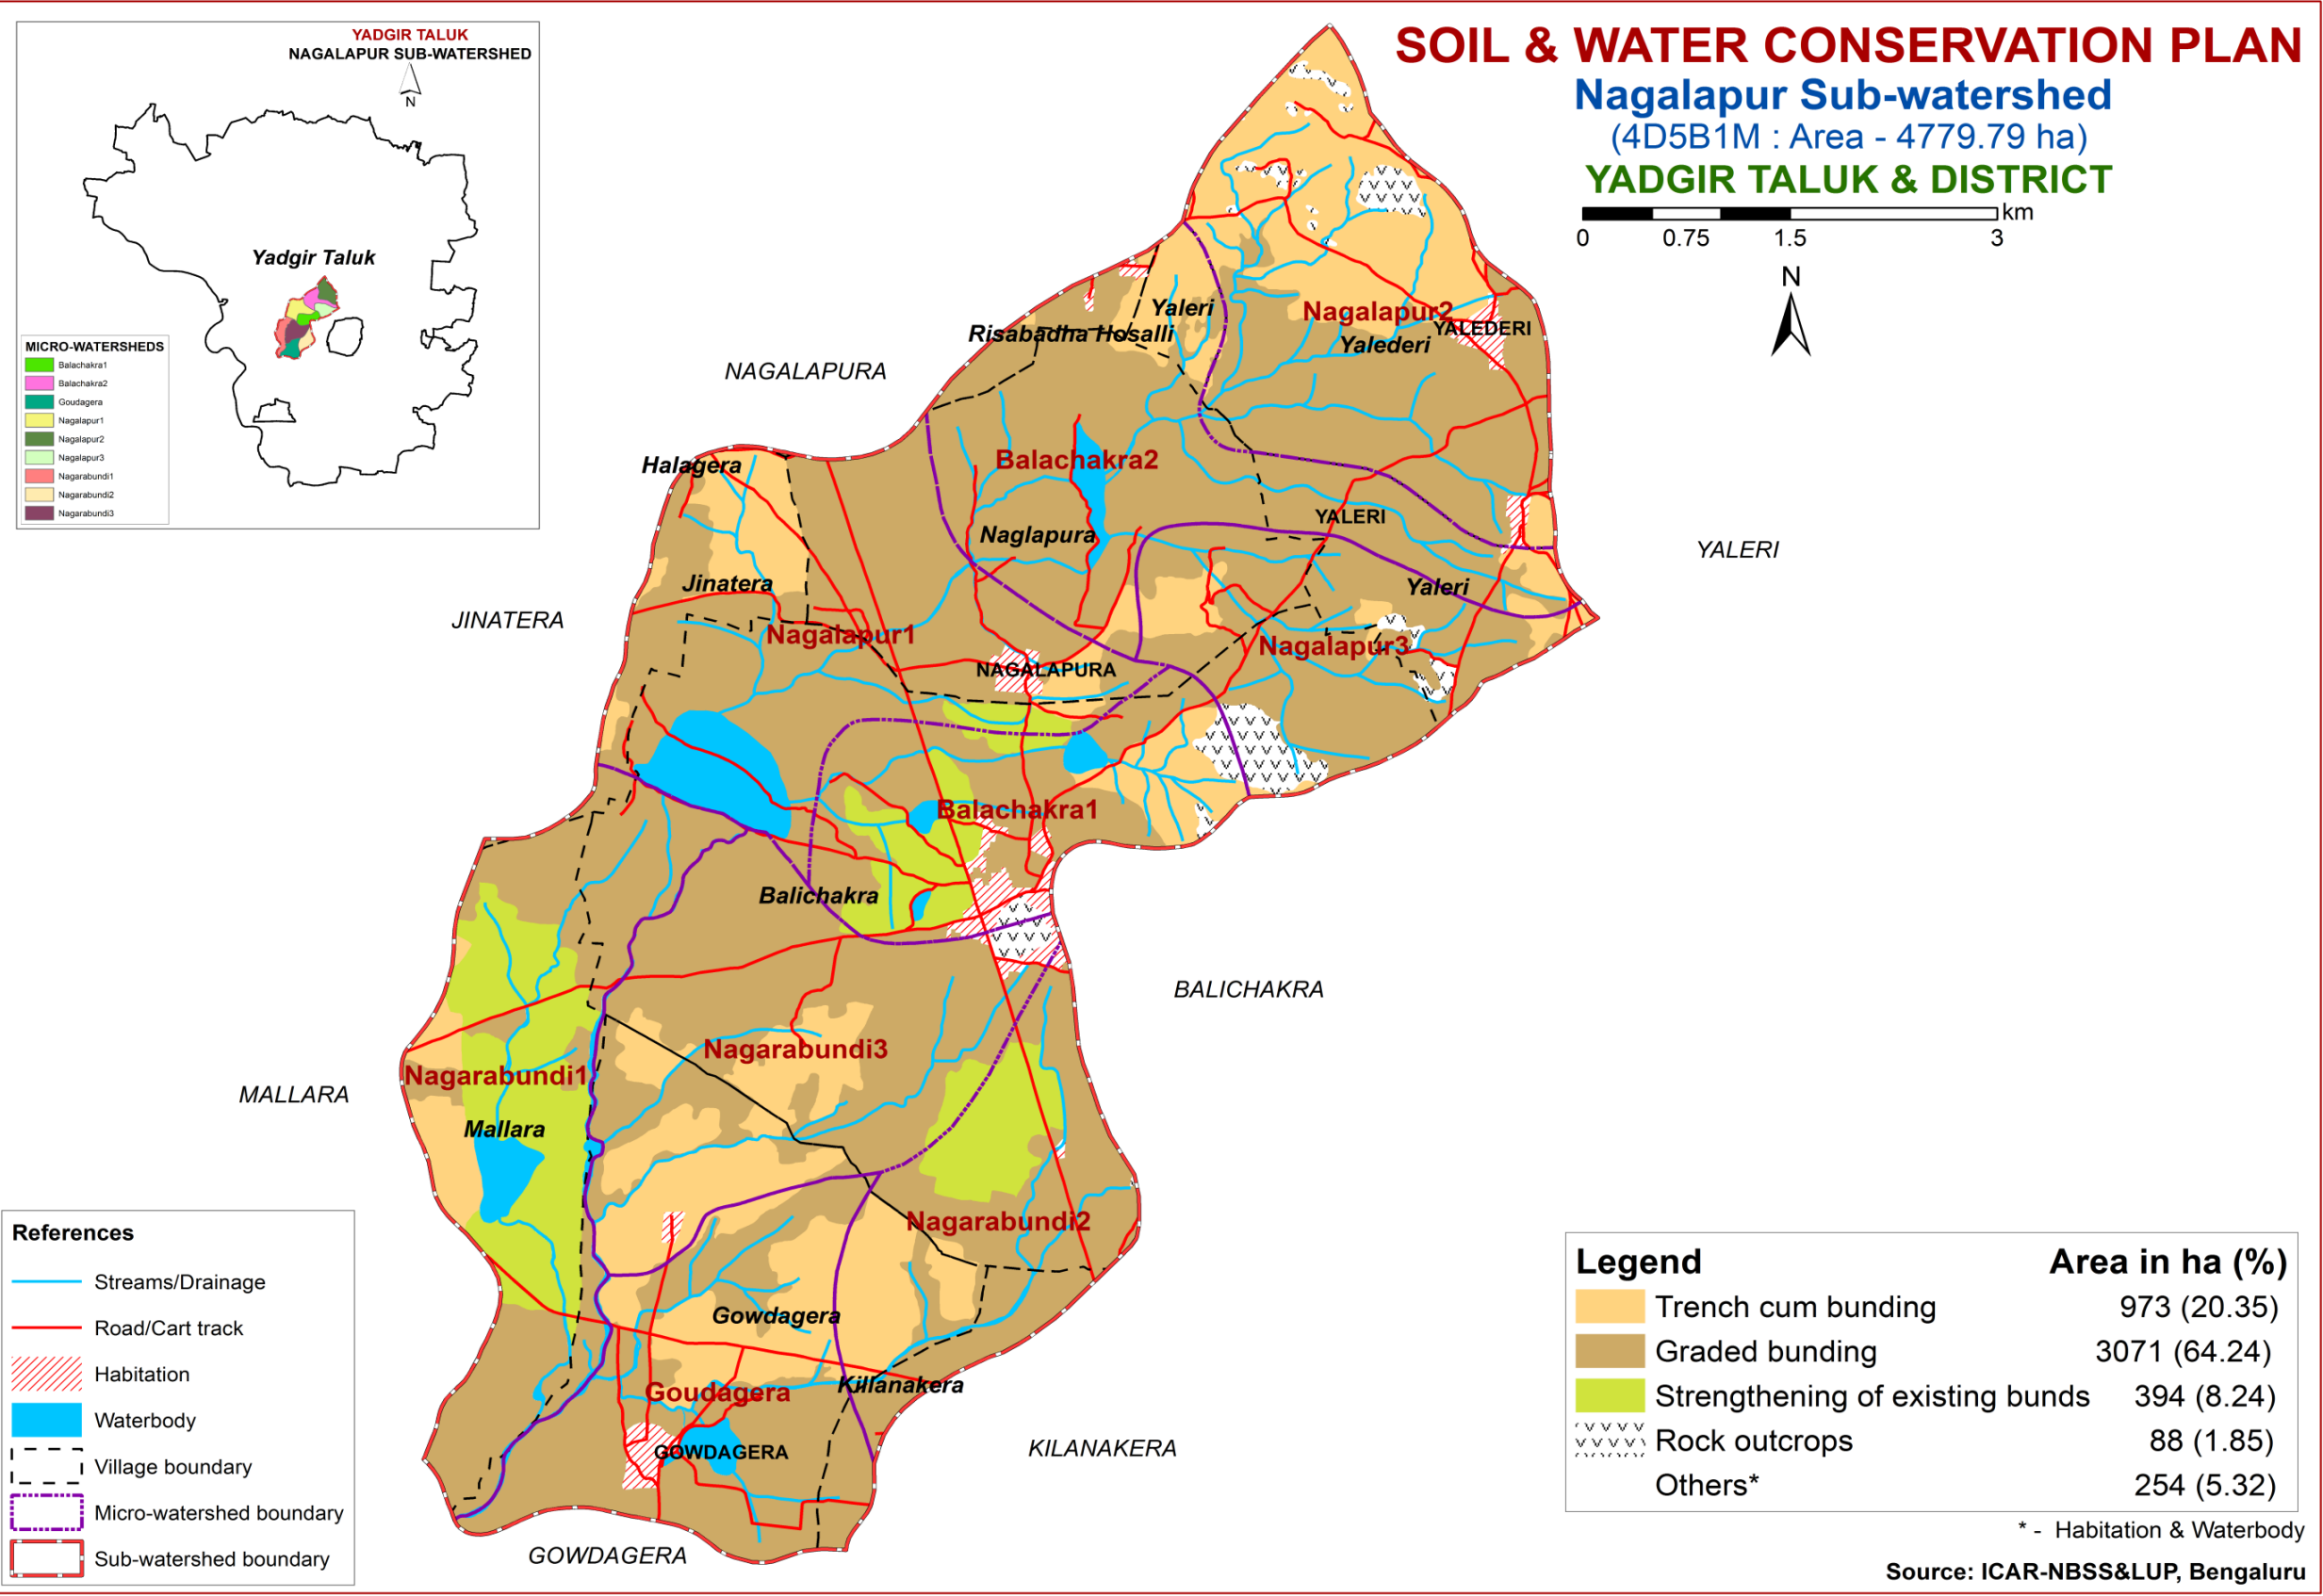 SOIL & WATER CONSERVATION PLAN
Nagalapur Sub-watershed
(4D5B1M : Area - 4779.79 ha)
YADGIR TALUK & DISTRICT
km
0 0.75 1.5 3
N
YADGIR TALUK
NAGALAPUR SUB-WATERSHED
N
Yadgir Taluk
MICRO-WATERSHEDS
Balachakra1
Balachakra2
Goudagera
Nagalapur1
Nagalapur2
Nagalapur3
Nagarabundi1
Nagarabundi2
Nagarabundi3
Yaleri
Nagalapur2
YALEDERI
Risabadha Hosalli
Yalederi
NAGALAPURA
Halagera
Balachakra2
YALERI
Naglapura
YALERI
Jinatera
Yaleri
JINATERA
Nagalapur1
Nagalapur3
NAGALAPURA
Balachakra1
Balichakra
BALICHAKRA
Nagarabundi3
Nagarabundi1
MALLARA
Mallara
Nagarabundi2
Gowdagera
Killanakera
Goudagera
GOWDAGERA
KILANAKERA
GOWDAGERA
References
Streams/Drainage
Road/Cart track
Habitation
Waterbody
Village boundary
Micro-watershed boundary
Sub-watershed boundary
Legend Area in ha (%)
Trench cum bunding 973 (20.35)
Graded bunding 3071 (64.24)
Strengthening of existing bunds 394 (8.24)
Rock outcrops 88 (1.85)
Others* 254 (5.32)
* - Habitation & Waterbody
Source: ICAR-NBSS&LUP, Bengaluru